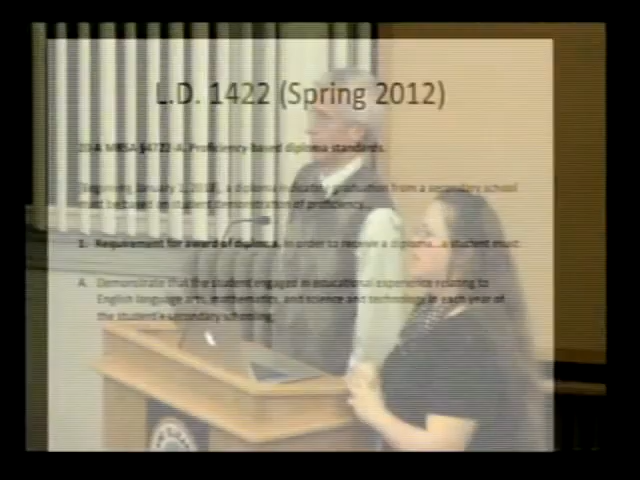 L.D. 1422 (Spring 2012)
20-A MRSA §4722-A. Proficiency-based diploma standards.
[Beginning January 1, a diploma indicating graduation from a secondary school
must be based on student demonstration of proficiency.
1. Requirement for award of diploma. In order to receive a diploma... a student must:
A. Demonstrate that the student engaged in educational experience relating to
English language arts, mathematics, and science and technology in each year of
the student's secondary schooling;